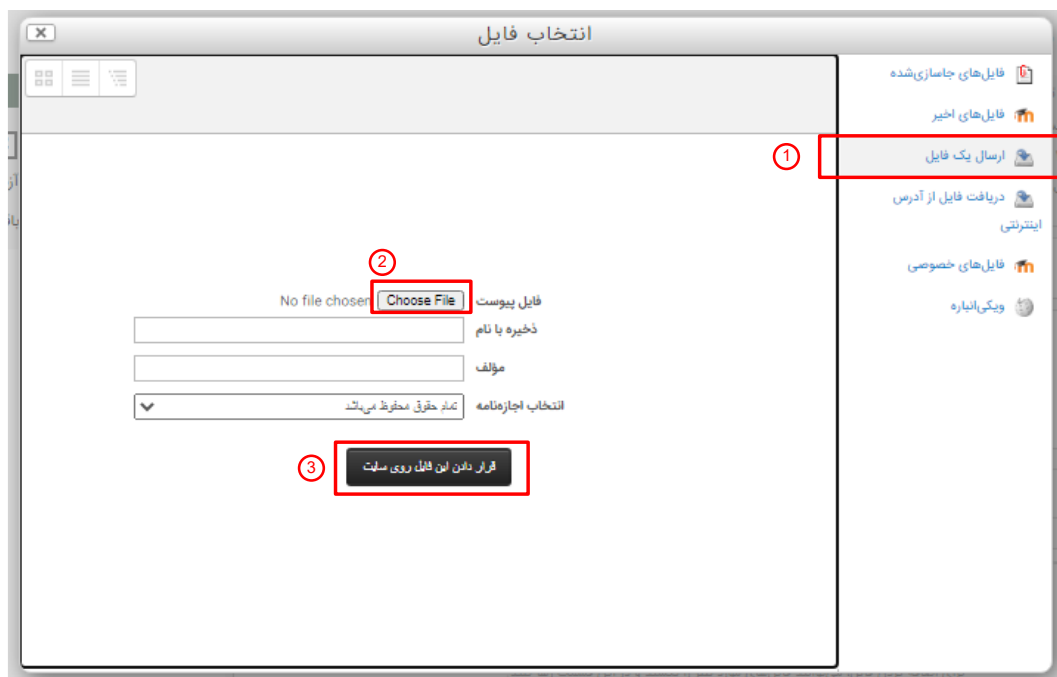 انتخاب فایل
فایل‌های جاسازی‌شده
فایل‌های اخیر
1
ارسال یک فایل
دریافت فایل از آدرس
اینترنتی
فایل‌های خصوصی
ویکی‌انباره
2
فایل پیوست Choose File No file chosen
ذخیره با نام
مؤلف
انتخاب اجازه‌نامه تمام حقوق محفوظ می‌باشد
3
قرار دادن این فایل روی سایت